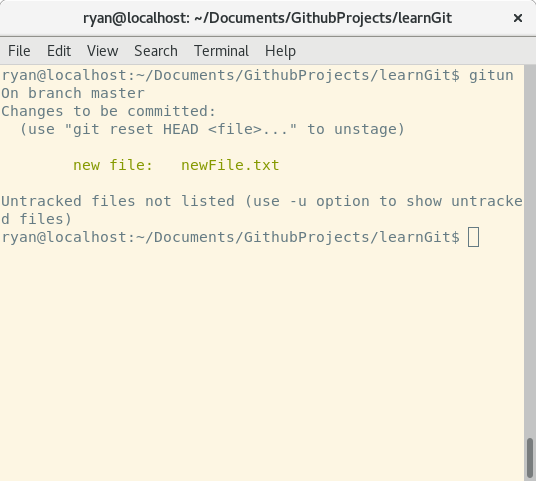 ryan@localhost: ~/Documents/GithubProjects/learnGit ×
File Edit View Search Terminal Help
ryan@localhost:~/Documents/GithubProjects/learnGit$ gitun
On branch master
Changes to be committed:
  (use "git reset HEAD <file>..." to unstage)
        new file:   newFile.txt
Untracked files not listed (use -u option to show untracke
d files)
ryan@localhost:~/Documents/GithubProjects/learnGit$